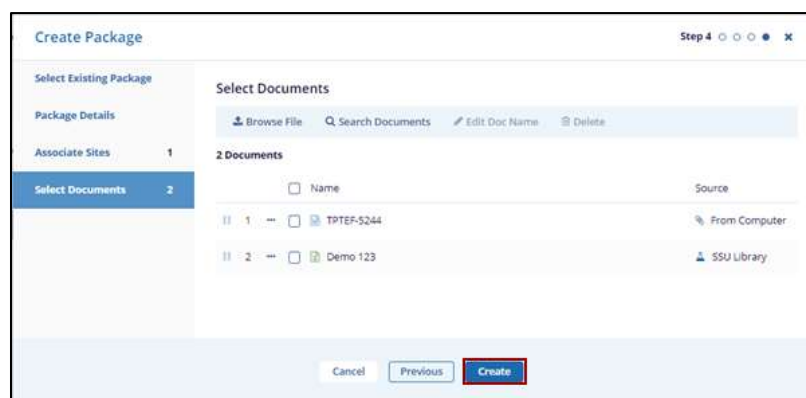 Create Package
Step 4
Select Existing Package
Package Details
Associate Sites 1
Select Documents 2
Select Documents
Browse File Search Documents Edit Doc Name Delete
2 Documents
Name Source
1 TPTEF-5244 From Computer
2 Demo 123 SSU Library
Cancel Previous Create